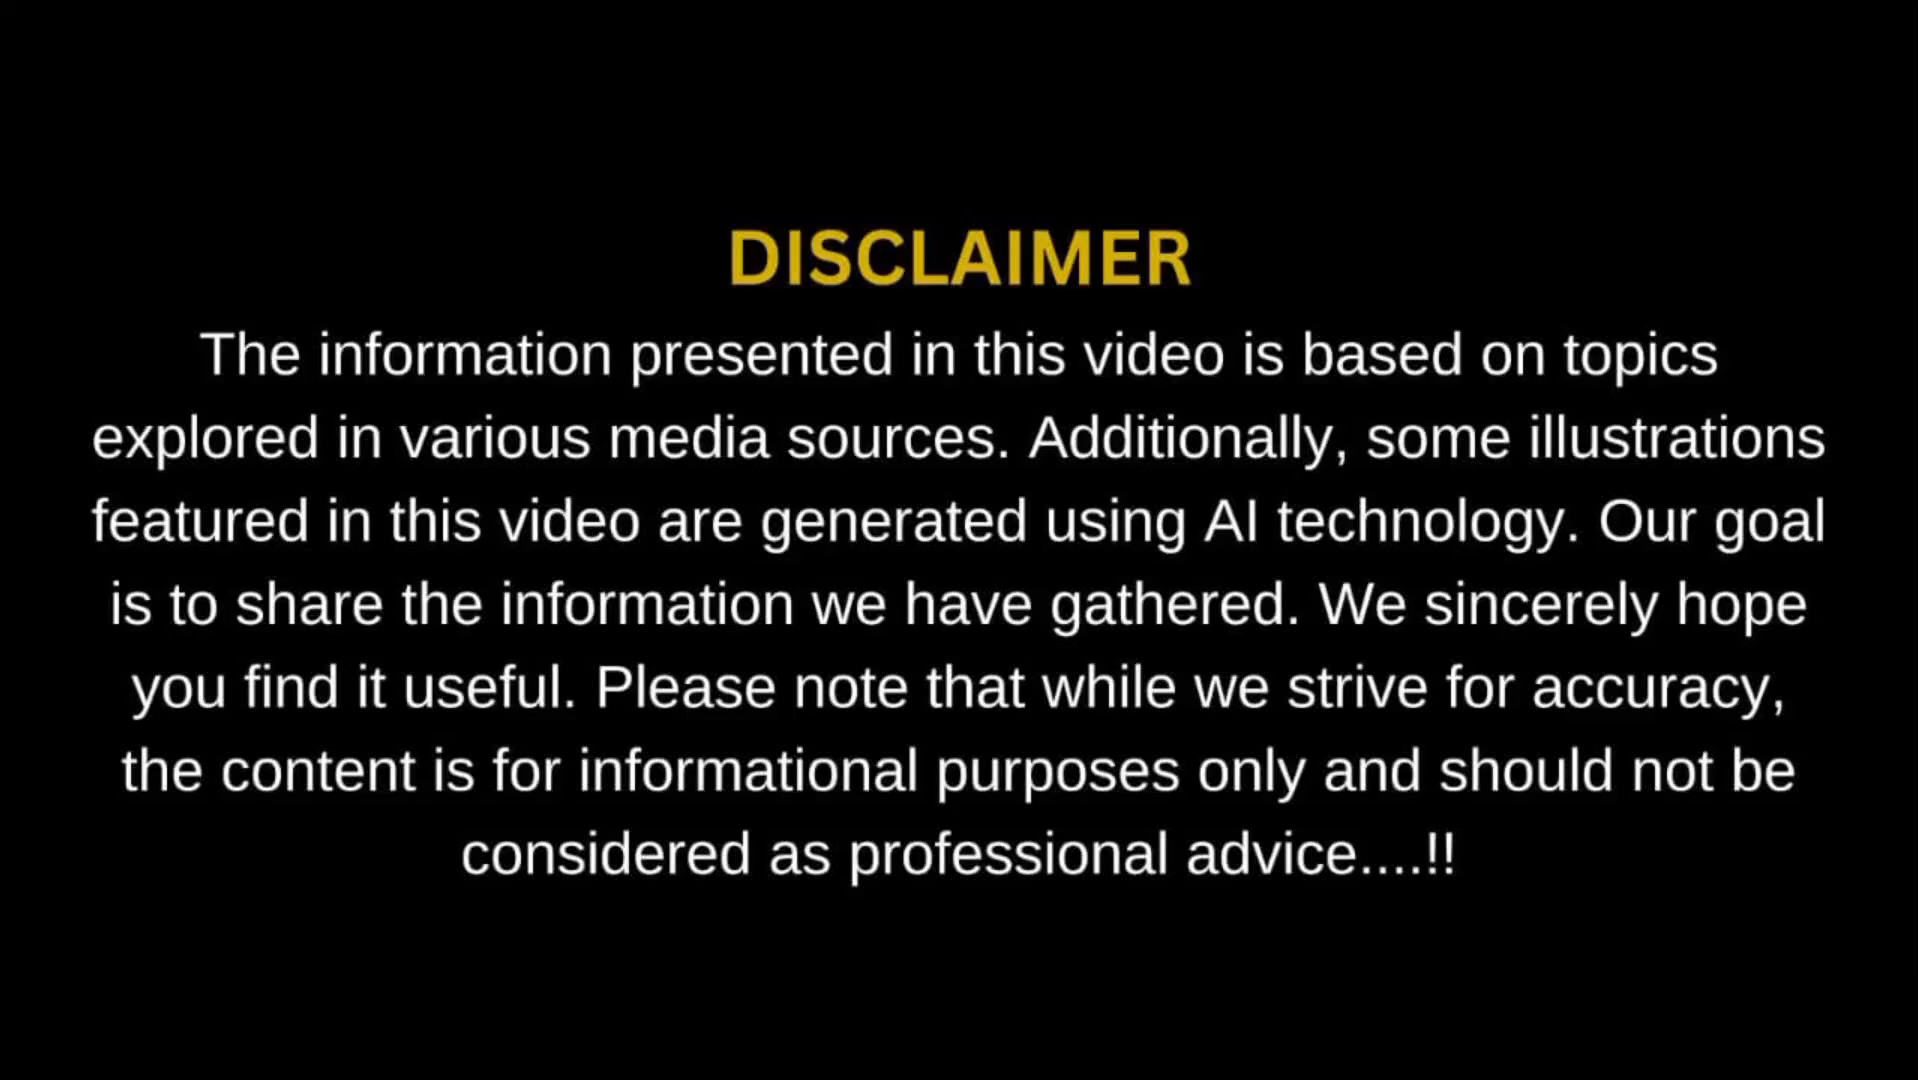 DISCLAIMER
The information presented in this video is based on topics
explored in various media sources. Additionally, some illustrations
featured in this video are generated using AI technology. Our goal
is to share the information we have gathered. We sincerely hope
you find it useful. Please note that while we strive for accuracy,
the content is for informational purposes only and should not be
considered as professional advice....!!